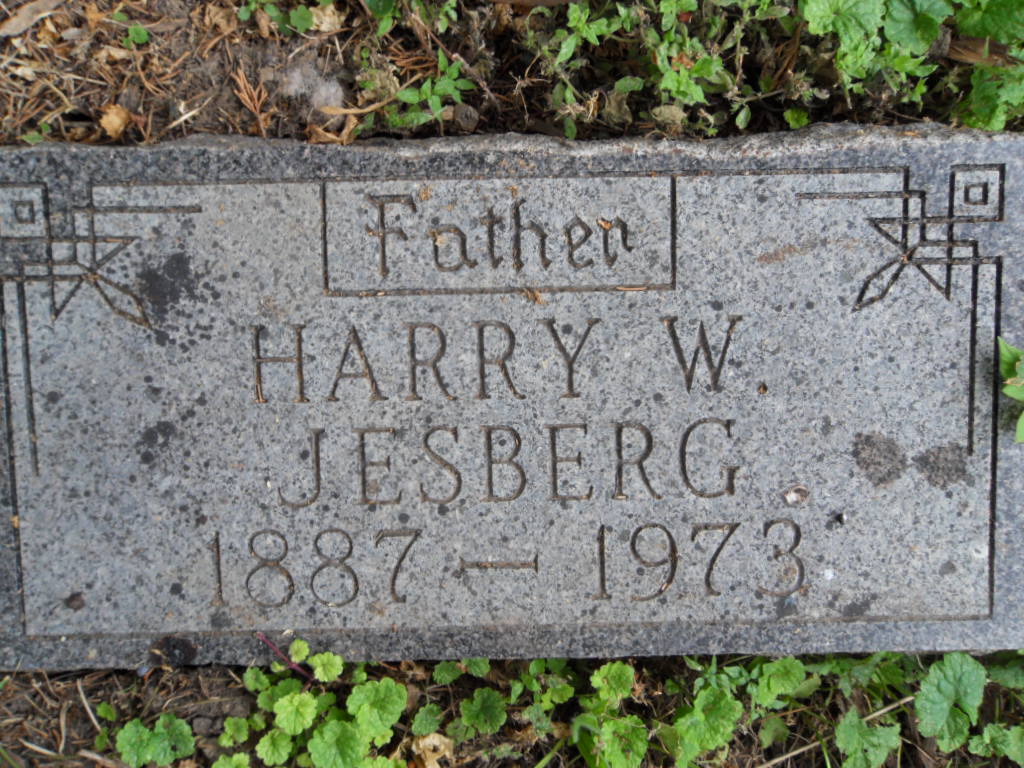 Father
HARRY W.
JESBERG
1887 — 1973